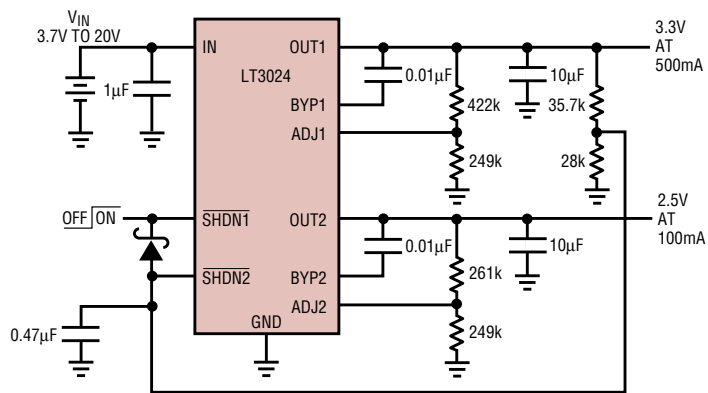 VIN
3.7V TO 20V
1µF
IN
LT3024
OUT1
BYP1
ADJ1
0.01µF
422k
249k
10µF
35.7k
28k
3.3V
AT
500mA
OFF ON
SHDN1
SHDN2
0.47µF
GND
OUT2
BYP2
ADJ2
0.01µF
261k
249k
10µF
2.5V
AT
100mA